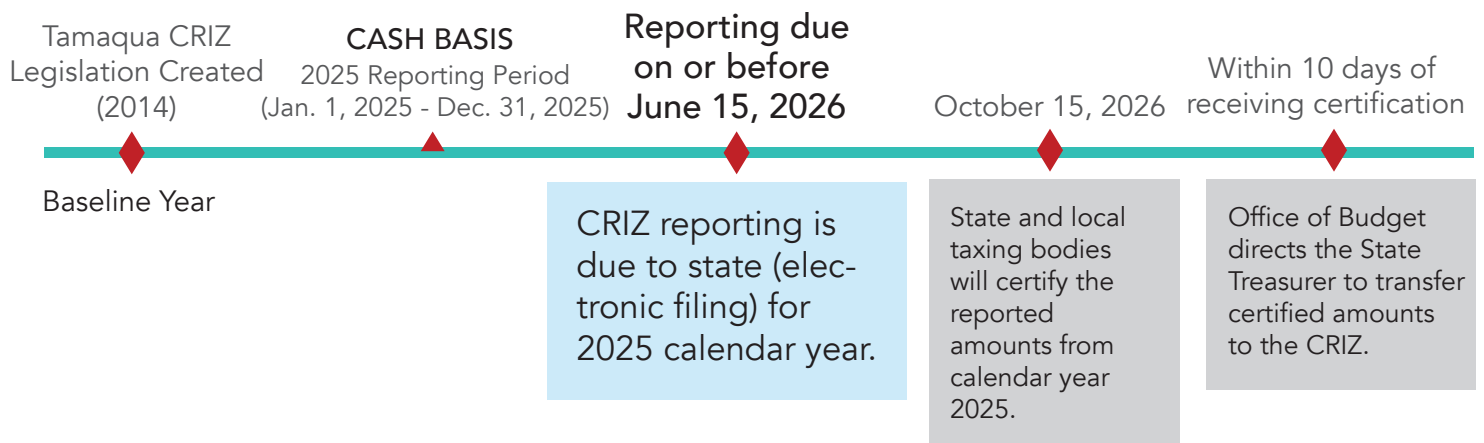 Tamaqua CRIZ
Legislation Created
(2014)
Baseline Year
CASH BASIS
2025 Reporting Period
(Jan. 1, 2025 - Dec. 31, 2025)
Reporting due
on or before
June 15, 2026
CRIZ reporting is
due to state (elec-
tronic filing) for
2025 calendar year.
October 15, 2026
State and local
taxing bodies
will certify the
reported
amounts from
calendar year
2025.
Within 10 days of
receiving certification
Office of Budget
directs the State
Treasurer to transfer
certified amounts
to the CRIZ.